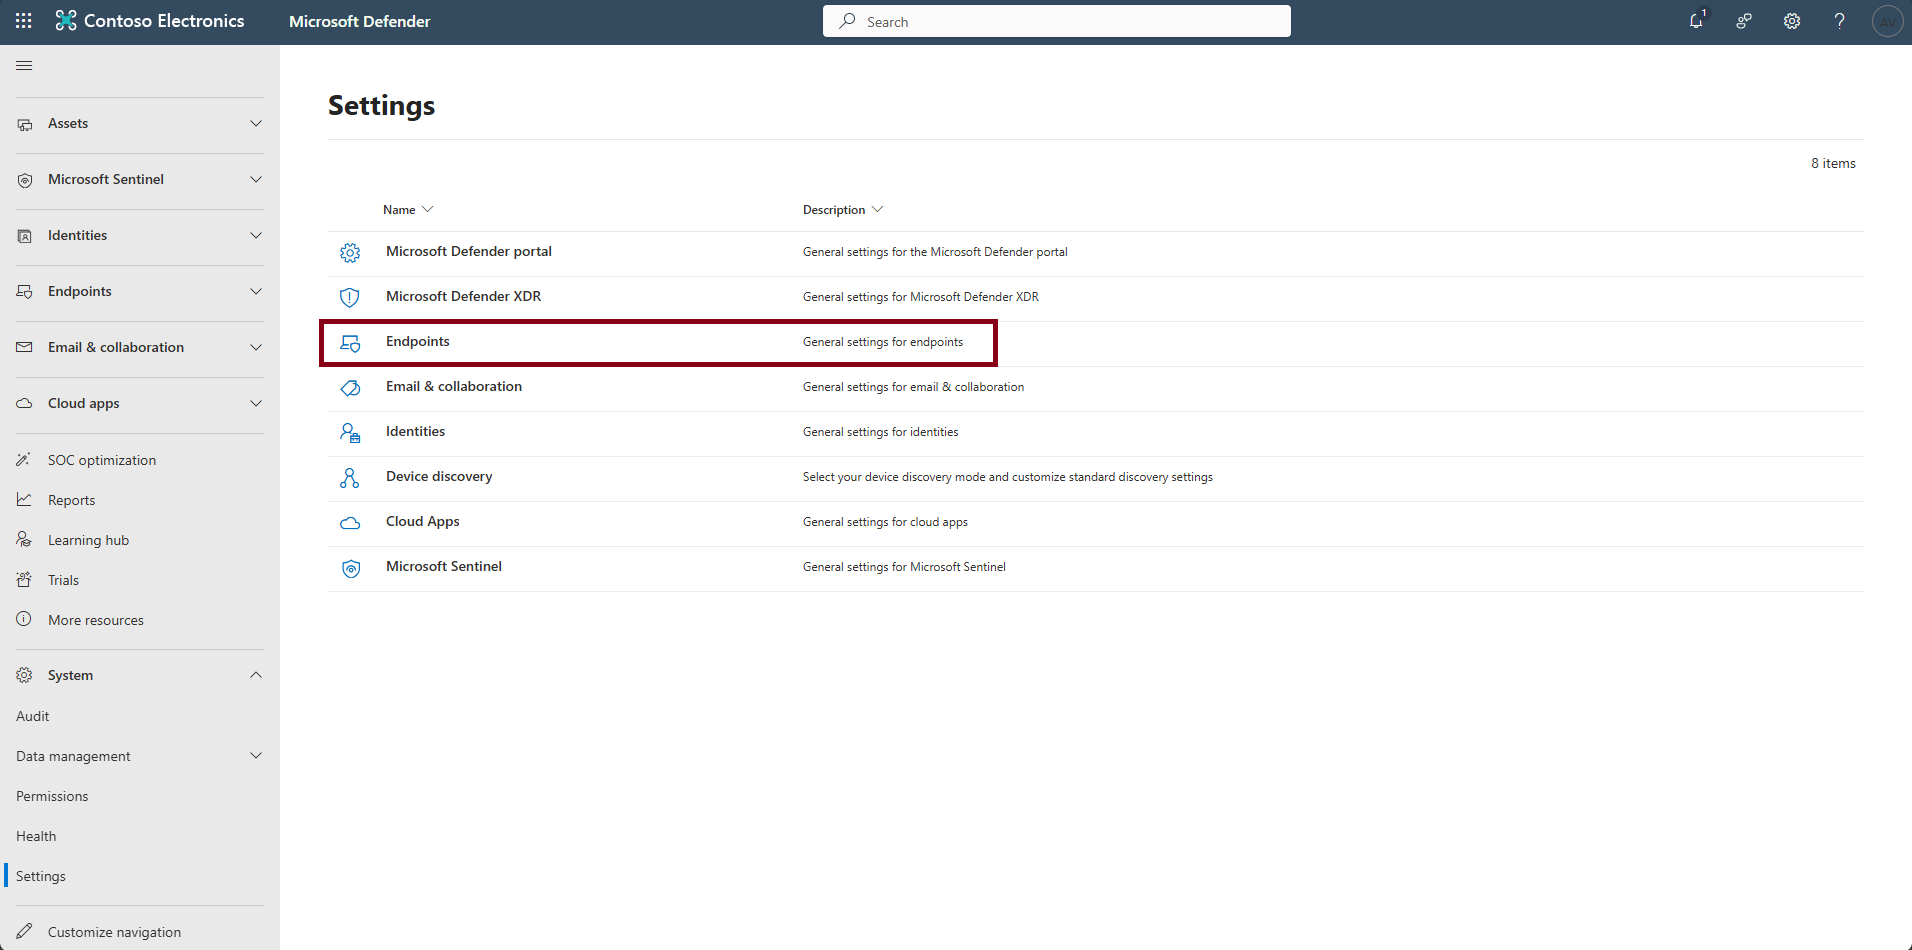 Contoso Electronics
Microsoft Defender
Search
1
AV
Assets
Microsoft Sentinel
Identities
Endpoints
Email & collaboration
Cloud apps
SOC optimization
Reports
Learning hub
Trials
More resources
System
Audit
Data management
Permissions
Health
Settings
Customize navigation
Settings
8 items
Name Description
Microsoft Defender portal General settings for the Microsoft Defender portal
Microsoft Defender XDR General settings for Microsoft Defender XDR
Endpoints General settings for endpoints
Email & collaboration General settings for email & collaboration
Identities General settings for identities
Device discovery Select your device discovery mode and customize standard discovery settings
Cloud Apps General settings for cloud apps
Microsoft Sentinel General settings for Microsoft Sentinel